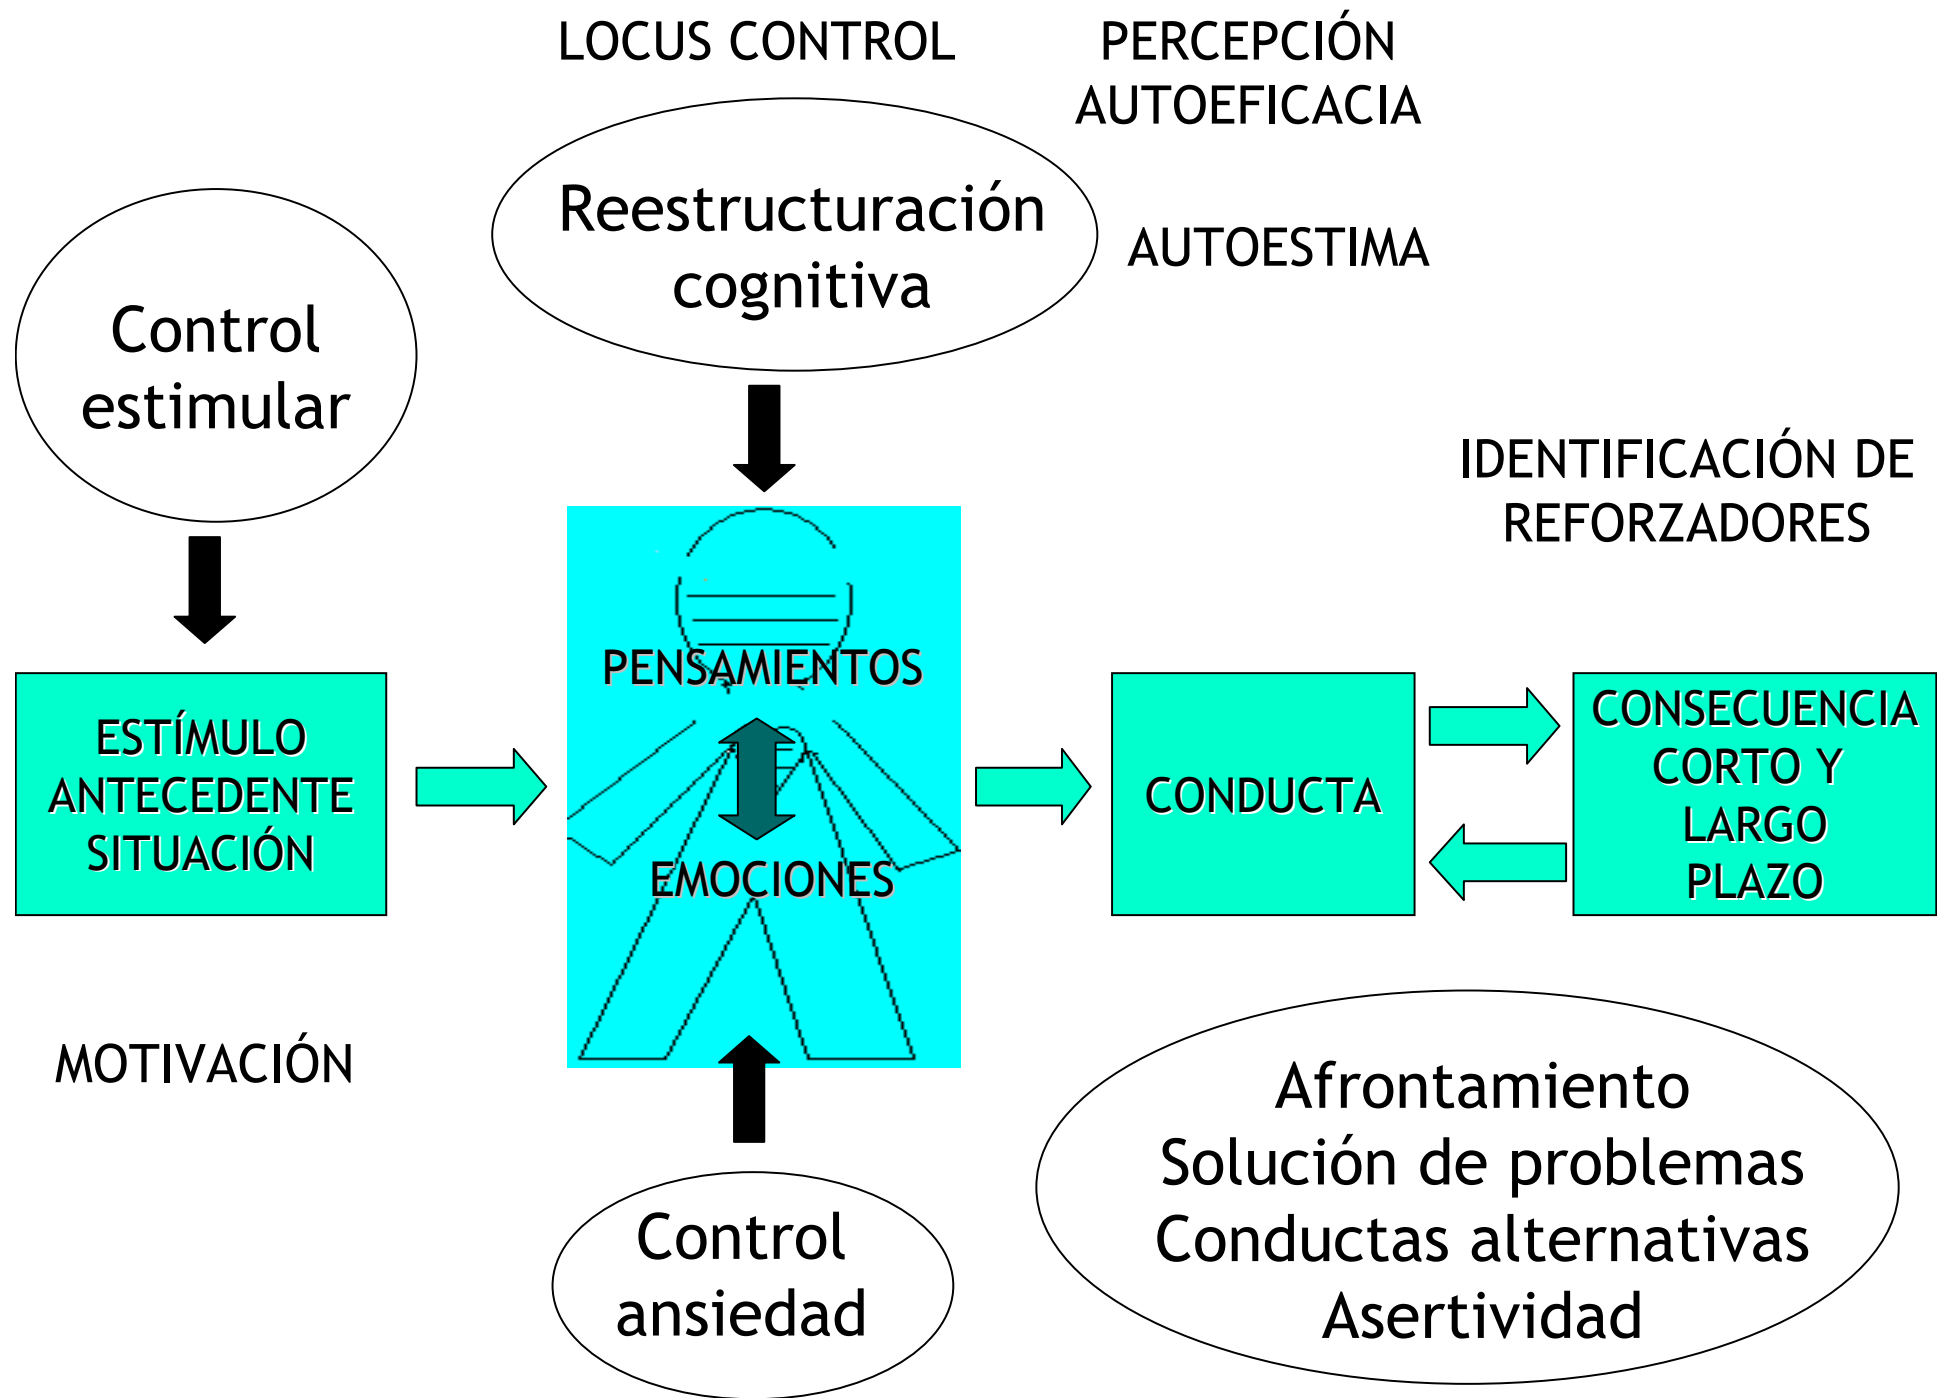 LOCUS CONTROL
PERCEPCIÓN
AUTOEFICACIA
Reestructuración
cognitiva
AUTOESTIMA
Control
estimular
IDENTIFICACIÓN DE
REFORZADORES
ESTÍMULO
ANTECEDENTE
SITUACIÓN
PENSAMIENTOS
EMOCIONES
CONDUCTA
CONSECUENCIA
CORTO Y
LARGO
PLAZO
MOTIVACIÓN
Control
ansiedad
Afrontamiento
Solución de problemas
Conductas alternativas
Asertividad